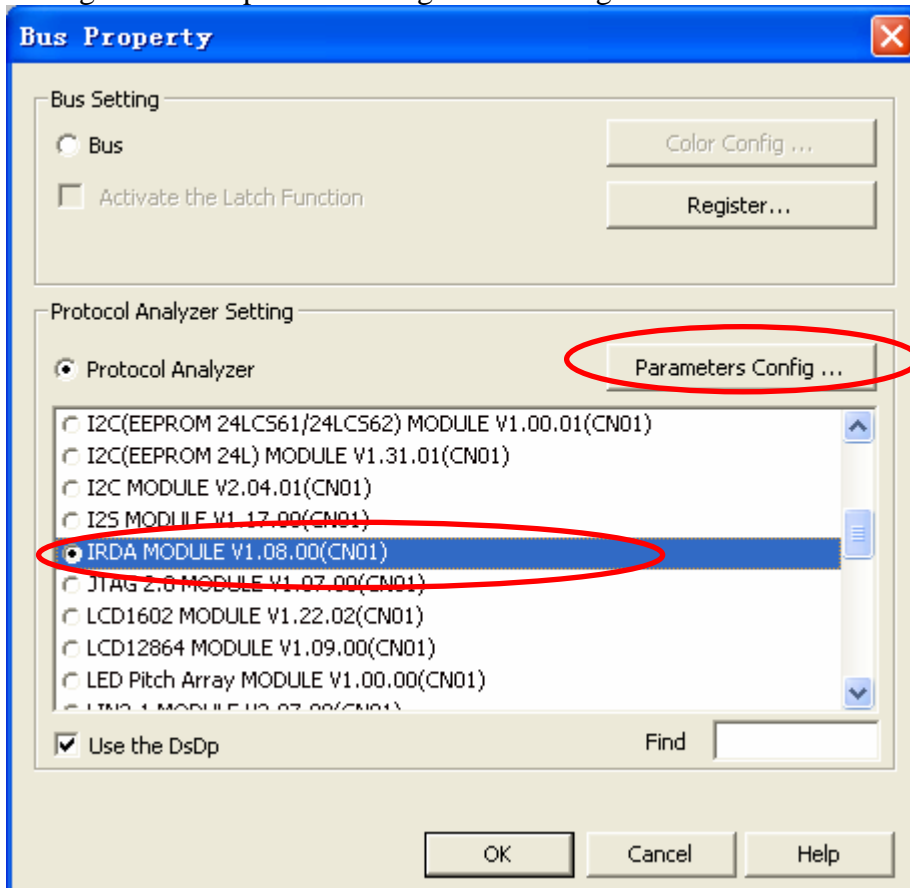 Bus Property
Bus Setting
Bus
Color Config ...
Activate the Latch Function
Register...
Protocol Analyzer Setting
Protocol Analyzer
Parameters Config ...
I2C(EEPROM 24LCS61/24LCS62) MODULE V1.00.01(CN01)
I2C(EEPROM 24L) MODULE V1.31.01(CN01)
I2C MODULE V2.04.01(CN01)
I2S MODULE V1.17.00(CN01)
IRDA MODULE V1.08.00(CN01)
JTAG 2.0 MODULE V1.07.00(CN01)
LCD1602 MODULE V1.22.02(CN01)
LCD12864 MODULE V1.09.00(CN01)
LED Pitch Array MODULE V1.00.00(CN01)
Use the DsDp
Find
OK
Cancel
Help